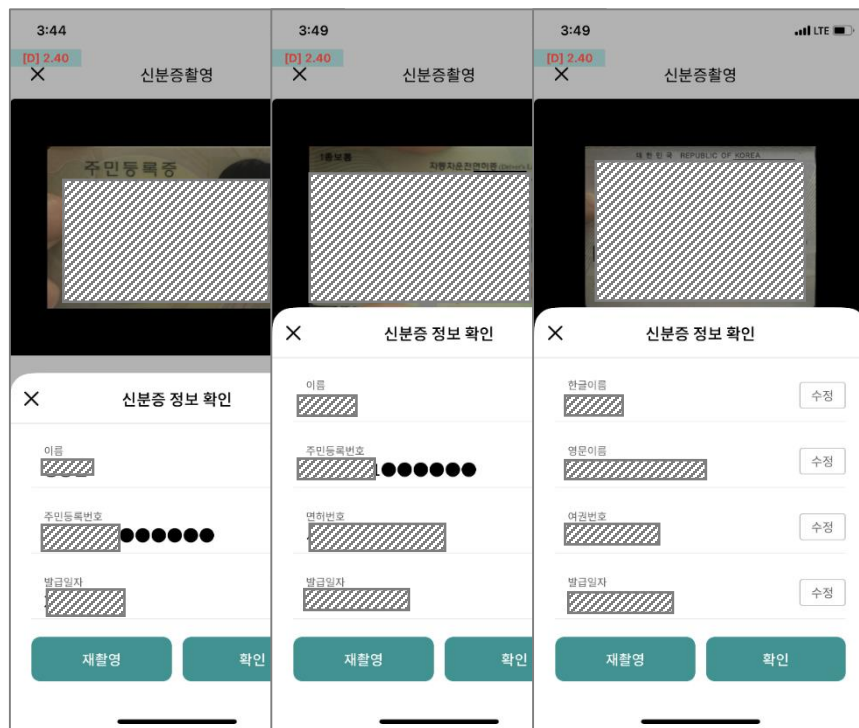 3:44
[D] 2.40
신분증촬영
주민등록증
신분증 정보 확인
이름
주민등록번호
●●●●●●
발급일자
재촬영
확인
3:49
[D] 2.40
신분증촬영
1종보통
자동차운전면허증
신분증 정보 확인
이름
주민등록번호
1●●●●●●
면허번호
발급일자
재촬영
확인
3:49
LTE
[D] 2.40
신분증촬영
대한민국 REPUBLIC OF KOREA
신분증 정보 확인
한글이름
수정
영문이름
수정
여권번호
수정
발급일자
수정
재촬영
확인